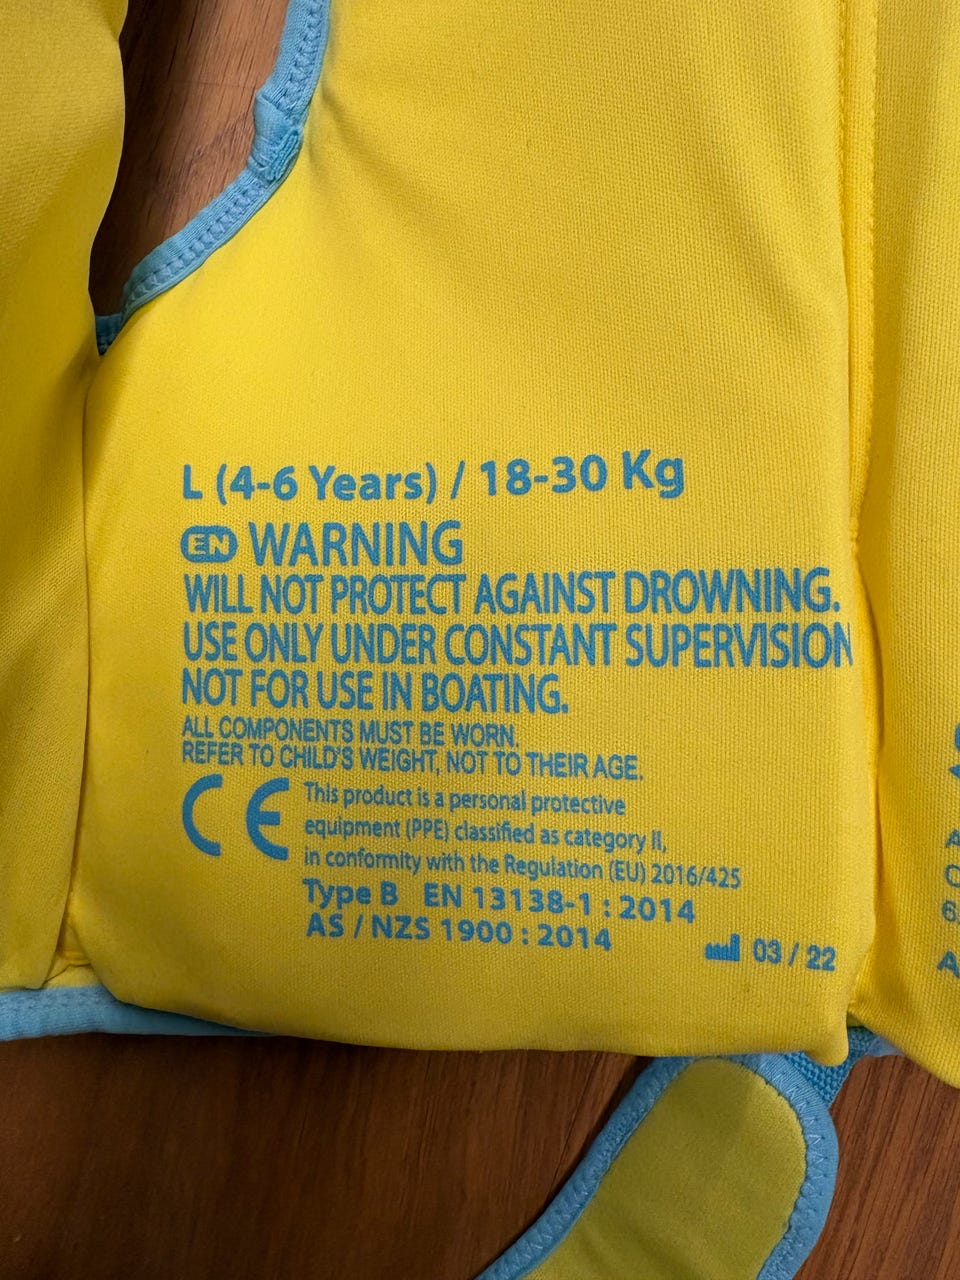 L (4-6 Years) / 18-30 Kg
EN WARNING
WILL NOT PROTECT AGAINST DROWNING.
USE ONLY UNDER CONSTANT SUPERVISION
NOT FOR USE IN BOATING.
ALL COMPONENTS MUST BE WORN.
REFER TO CHILD'S WEIGHT, NOT TO THEIR AGE.
CE This product is a personal protective
equipment (PPE) classified as category II,
in conformity with the Regulation (EU) 2016/425
Type B EN 13138-1 : 2014
AS / NZS 1900 : 2014
03 / 22